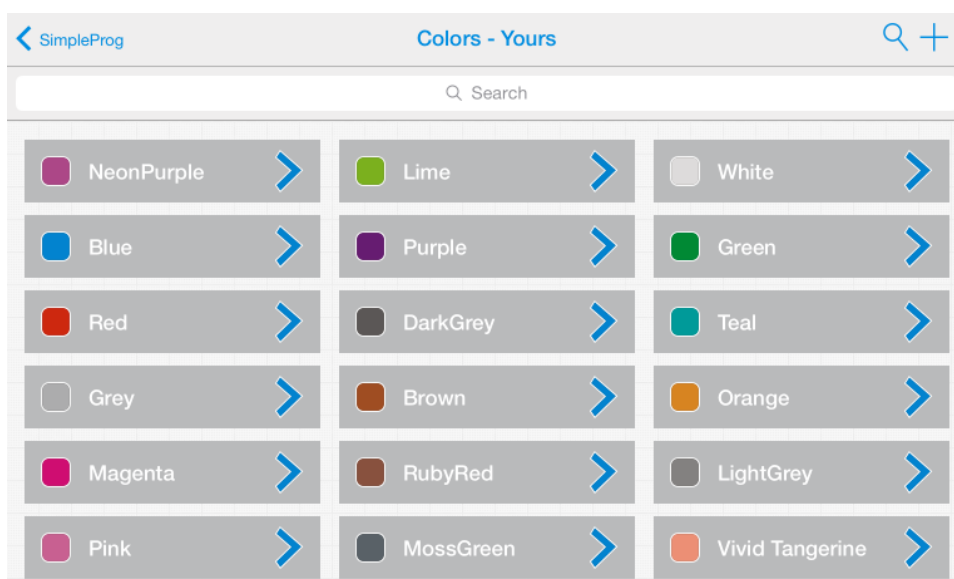 SimpleProg Colors - Yours
Search
NeonPurple Lime White
Blue Purple Green
Red DarkGrey Teal
Grey Brown Orange
Magenta RubyRed LightGrey
Pink MossGreen Vivid Tangerine